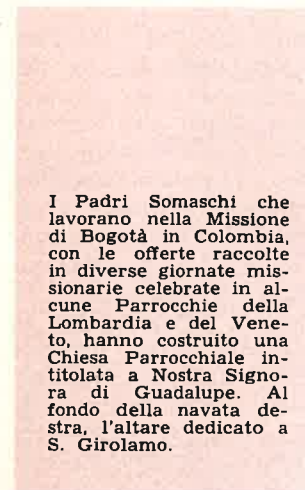 I Padri Somaschi che
lavorano nella Missione
di Bogotà in Colombia,
con le offerte raccolte
in diverse giornate mis-
sionarie celebrate in al-
cune Parrocchie della
Lombardia e del Vene-
to, hanno costruito una
Chiesa Parrocchiale in-
titolata a Nostra Signo-
ra di Guadalupe. Al
fondo della navata de-
stra, l'altare dedicato a
S. Girolamo.